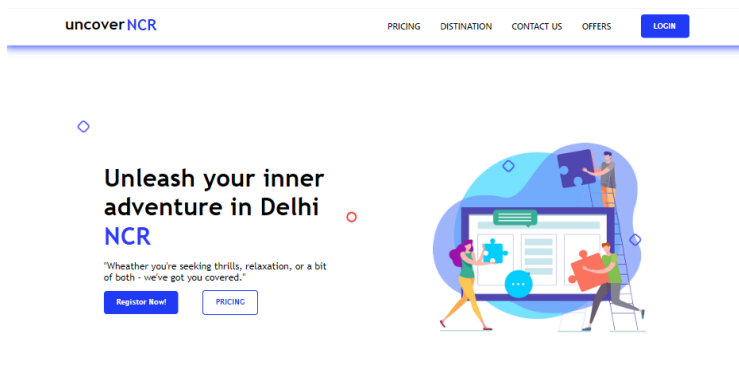 uncover NCR
PRICING DISTINATION CONTACT US OFFERS LOGIN
Unleash your inner
adventure in Delhi
NCR
"Wheather you're seeking thrills, relaxation, or a bit
of both - we've got you covered."
Registor Now! PRICING